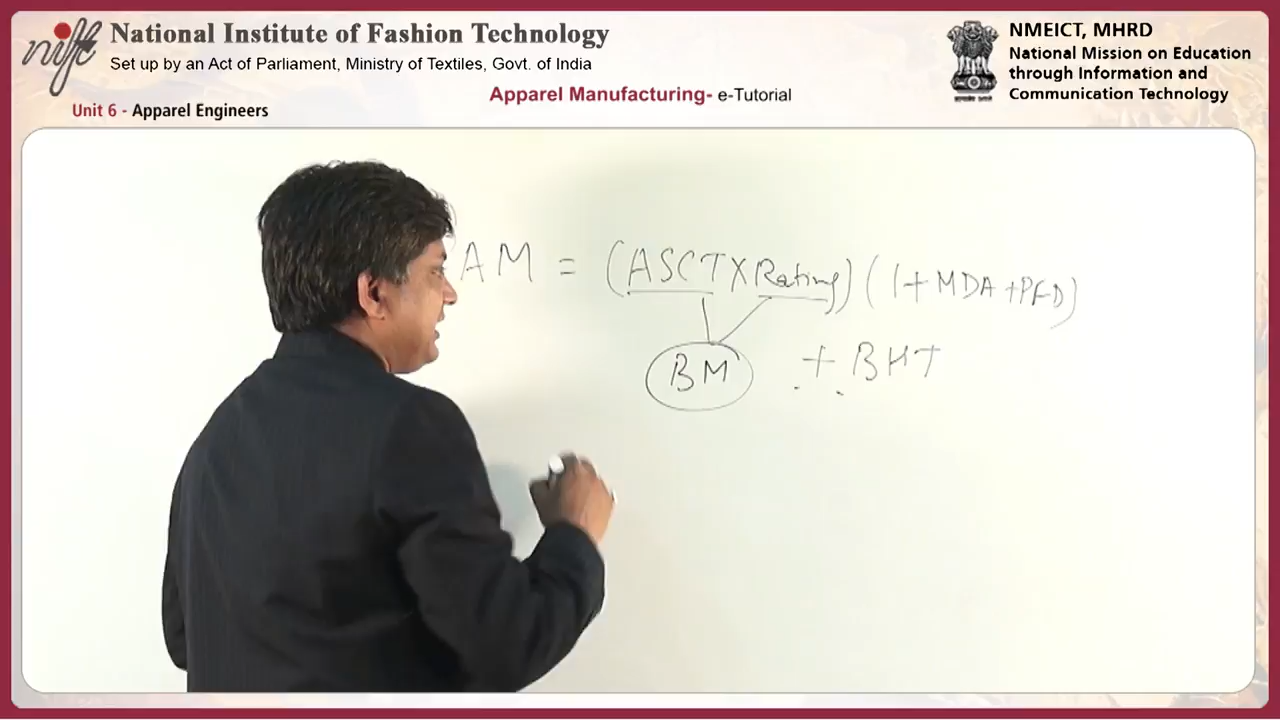 nift National Institute of Fashion Technology
Set up by an Act of Parliament, Ministry of Textiles, Govt. of India
Unit 6 - Apparel Engineers
Apparel Manufacturing- e-Tutorial
NMEICT, MHRD
National Mission on Education
through Information and
Communication Technology
AM = (ASCT X Rating) (1+MDA+PFD)
BM + BHT